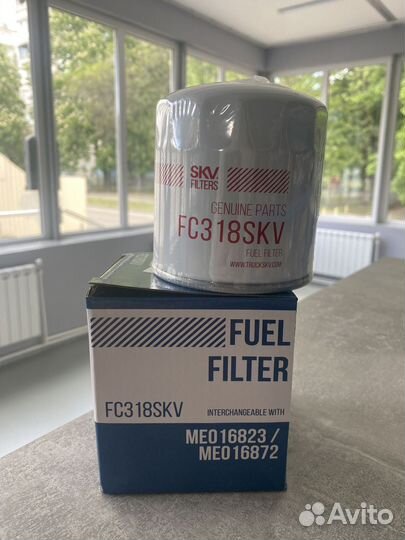 SKV
FILTERS
GENUINE PARTS
FC318SKV
FUEL FILTER
WWW.TRUCKSKV.COM
FUEL
FILTER
FC318SKV
INTERCHANGEABLE WITH
ME016823 /
ME016872
Avito